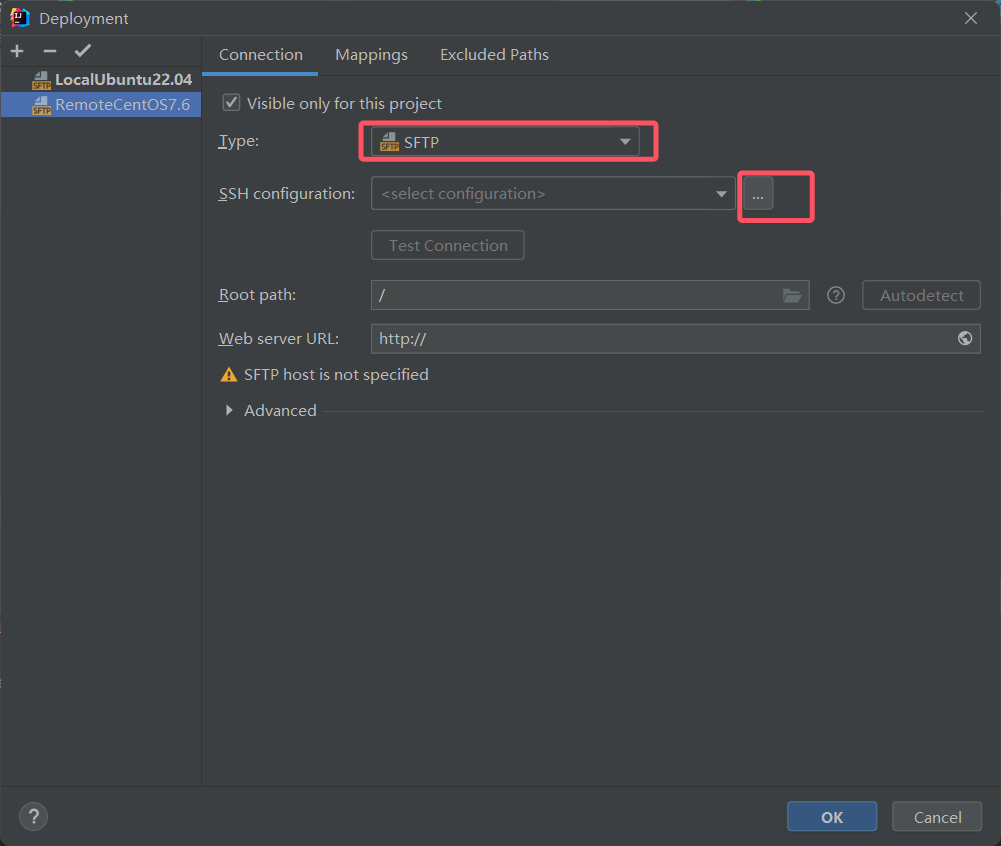 Deployment
Connection Mappings Excluded Paths
SFTP LocalUbuntu22.04
SFTP RemoteCentOS7.6
Visible only for this project
Type: SFTP SFTP
SSH configuration: <select configuration> ...
Test Connection
Root path: / ? Autodetect
Web server URL: http://
SFTP host is not specified
Advanced
? OK Cancel